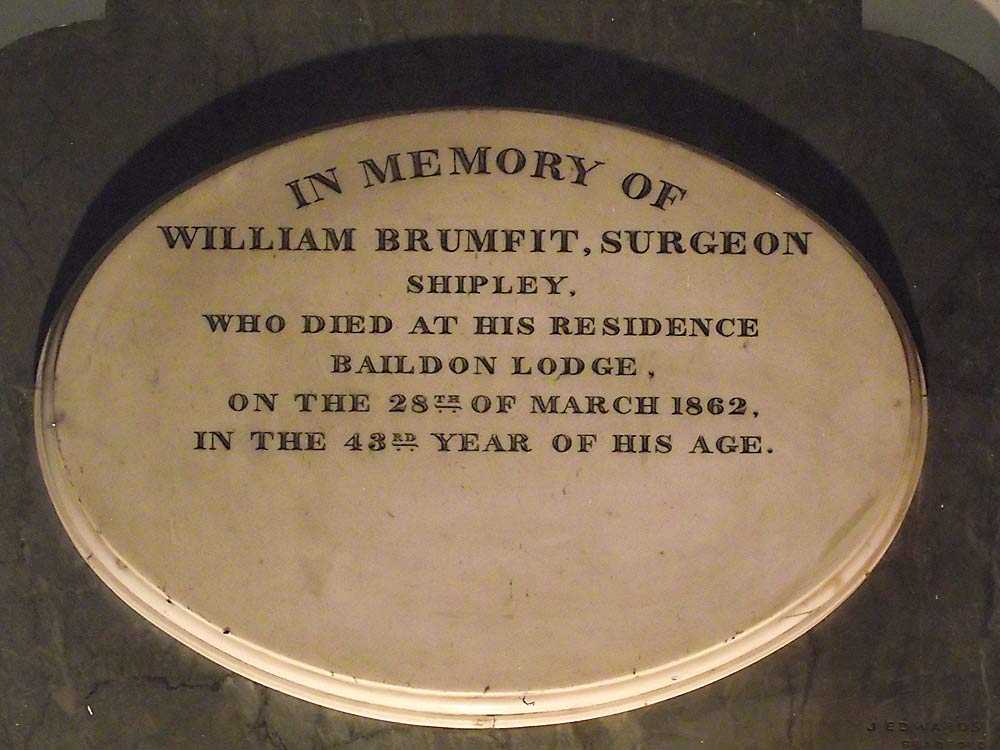 IN MEMORY OF
WILLIAM BRUMFIT, SURGEON
SHIPLEY,
WHO DIED AT HIS RESIDENCE
BAILDON LODGE,
ON THE 28TH OF MARCH 1862,
IN THE 43RD YEAR OF HIS AGE.
J EDWARDS